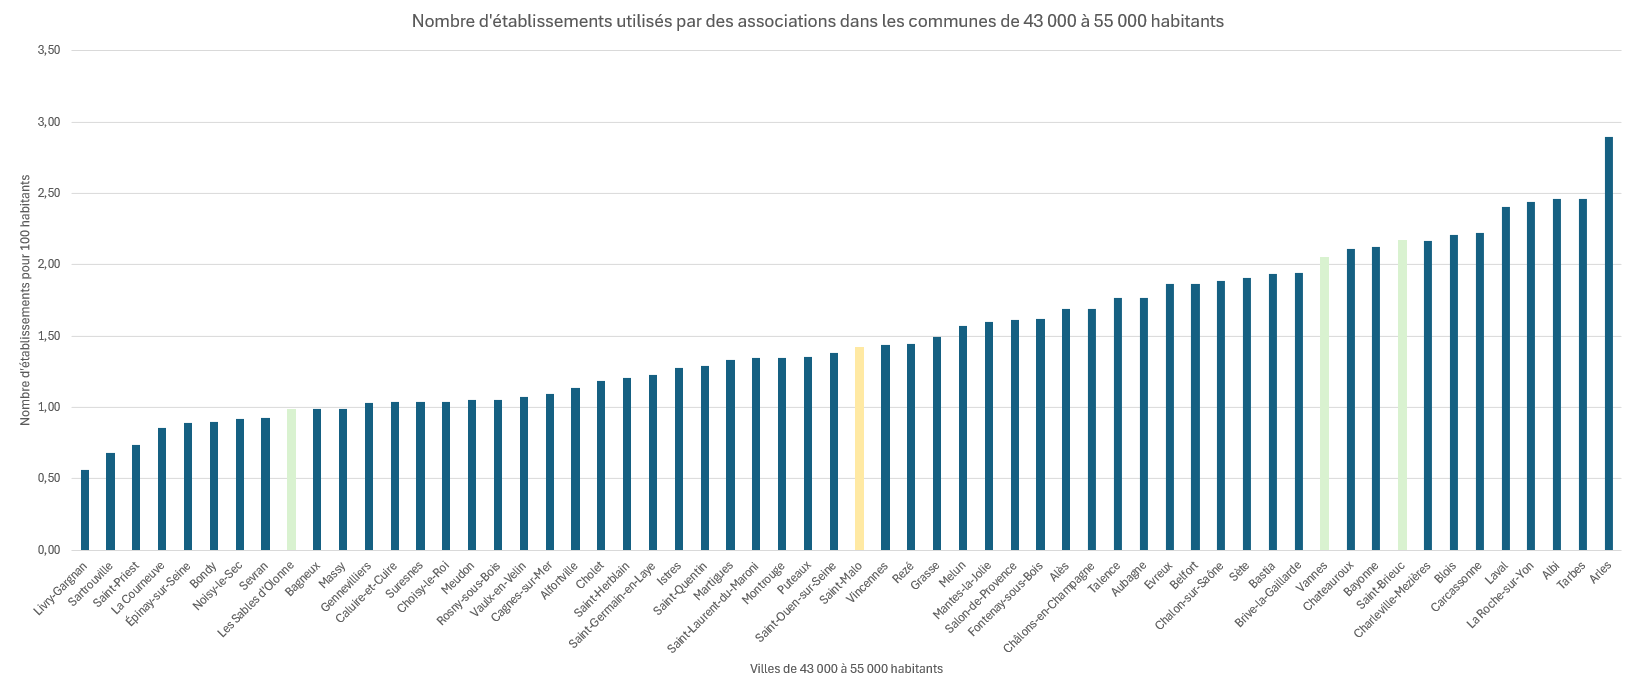 Nombre d'établissements utilisés par des associations dans les communes de 43 000 à 55 000 habitants
Nombre d'établissements pour 100 habitants
3,50
3,00
2,50
2,00
1,50
1,00
0,50
0,00
Livry-Gargnan
Sartrouville
Saint-Priest
La Courneuve
Épinay-sur-Seine
Bondy
Noisy-le-Sec
Sevran
Les Sables d'Olonne
Bagneux
Massy
Gennevilliers
Caluire-et-Cuire
Suresnes
Choisy-le-Roi
Meudon
Rosny-sous-Bois
Vaulx-en-Velin
Cagnes-sur-Mer
Alfortville
Cholet
Saint-Herblain
Saint-Germain-en-Laye
Istres
Saint-Quentin
Martigues
Saint-Laurent-du-Maroni
Montrouge
Puteaux
Saint-Ouen-sur-Seine
Saint-Malo
Vincennes
Rezé
Grasse
Melun
Mantes-la-Jolie
Salon-de-Provence
Fontenay-sous-Bois
Alès
Châlons-en-Champagne
Talence
Aubagne
Evreux
Belfort
Chalon-sur-Saône
Sète
Bastia
Brive-la-Gaillarde
Vannes
Chateauroux
Bayonne
Saint-Brieuc
Charleville-Mezières
Blois
Carcassonne
Laval
La Roche-sur-Yon
Albi
Tarbes
Arles
Villes de 43 000 à 55 000 habitants